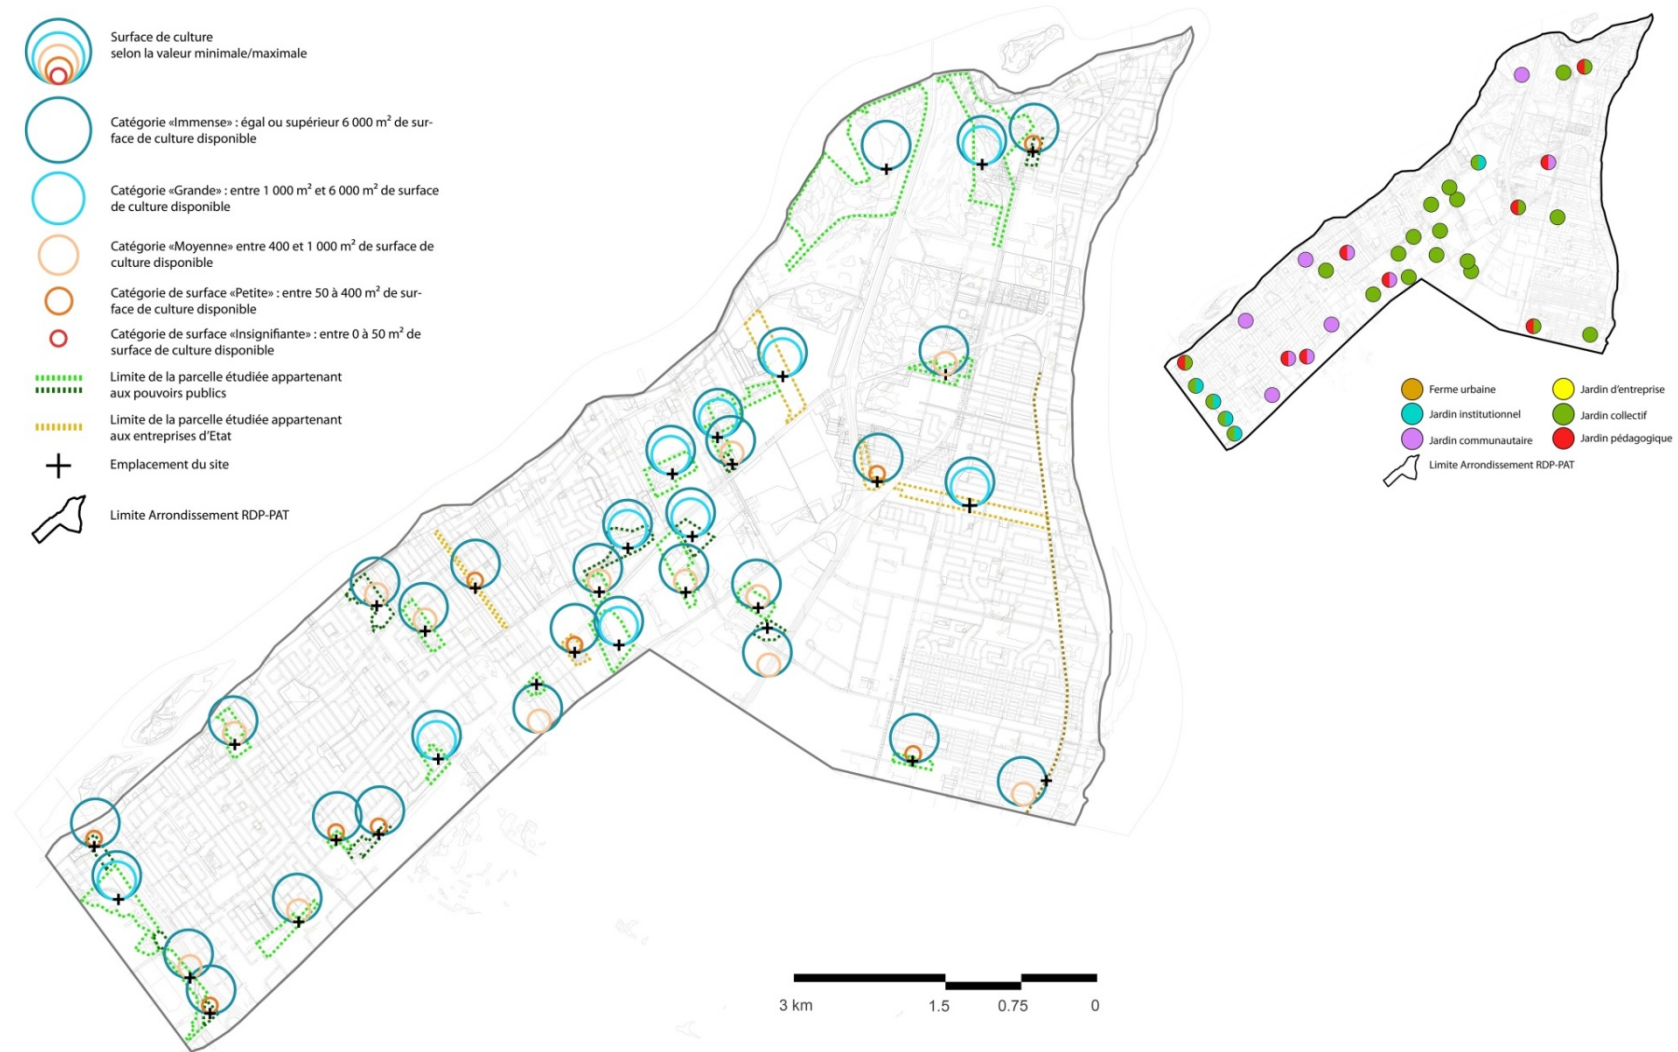 Surface de culture
selon la valeur minimale/maximale
Catégorie «Immense» : égal ou supérieur 6 000 m² de sur-
face de culture disponible
Catégorie «Grande» : entre 1 000 m² et 6 000 m² de surface
de culture disponible
Catégorie «Moyenne» entre 400 et 1 000 m² de surface de
culture disponible
Catégorie de surface «Petite» : entre 50 à 400 m² de sur-
face de culture disponible
Catégorie de surface «Insignifiante» : entre 0 à 50 m² de
surface de culture disponible
Limite de la parcelle étudiée appartenant
aux pouvoirs publics
Limite de la parcelle étudiée appartenant
aux entreprises d'Etat
Emplacement du site
Limite Arrondissement RDP-PAT
Ferme urbaine
Jardin institutionnel
Jardin communautaire
Jardin d'entreprise
Jardin collectif
Jardin pédagogique
Limite Arrondissement RDP-PAT
3 km 1.5 0.75 0